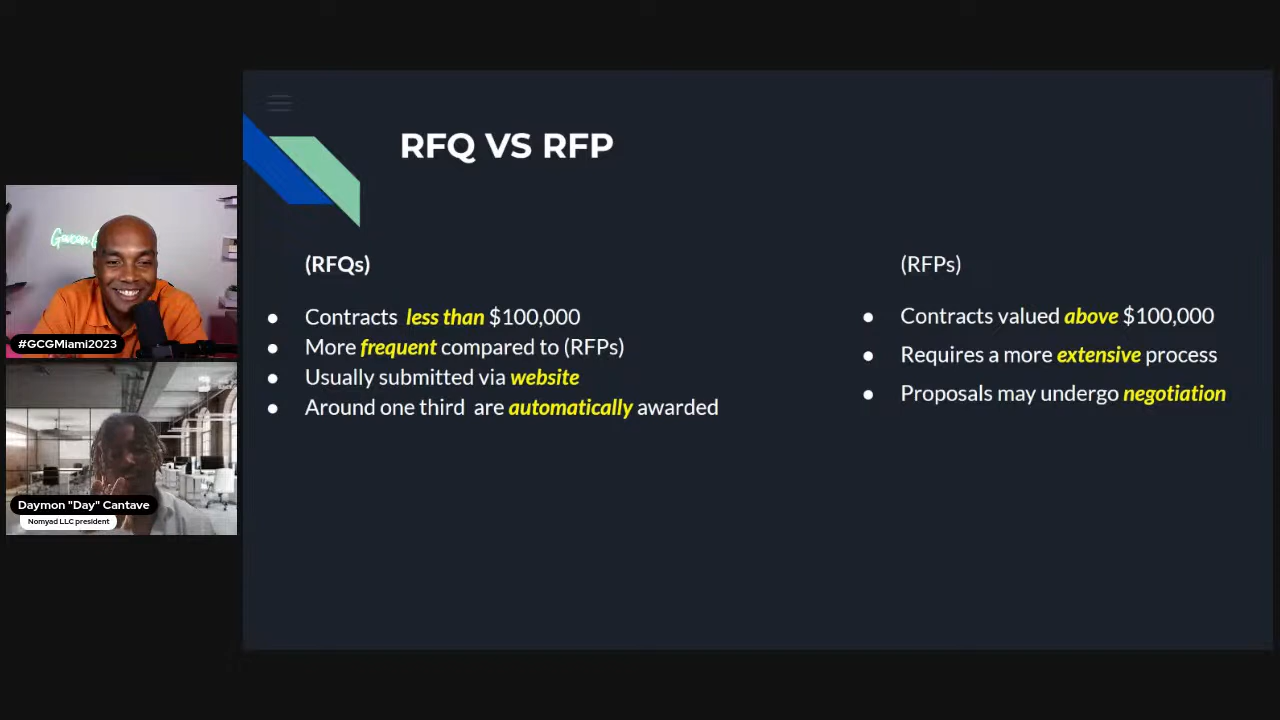 RFQ VS RFP
(RFQs)
Contracts less than $100,000
More frequent compared to (RFPs)
Usually submitted via website
Around one third are automatically awarded
(RFPs)
Contracts valued above $100,000
Requires a more extensive process
Proposals may undergo negotiation
#GCGMiami2023
Daymon "Day" Cantave
Nomyad LLC president